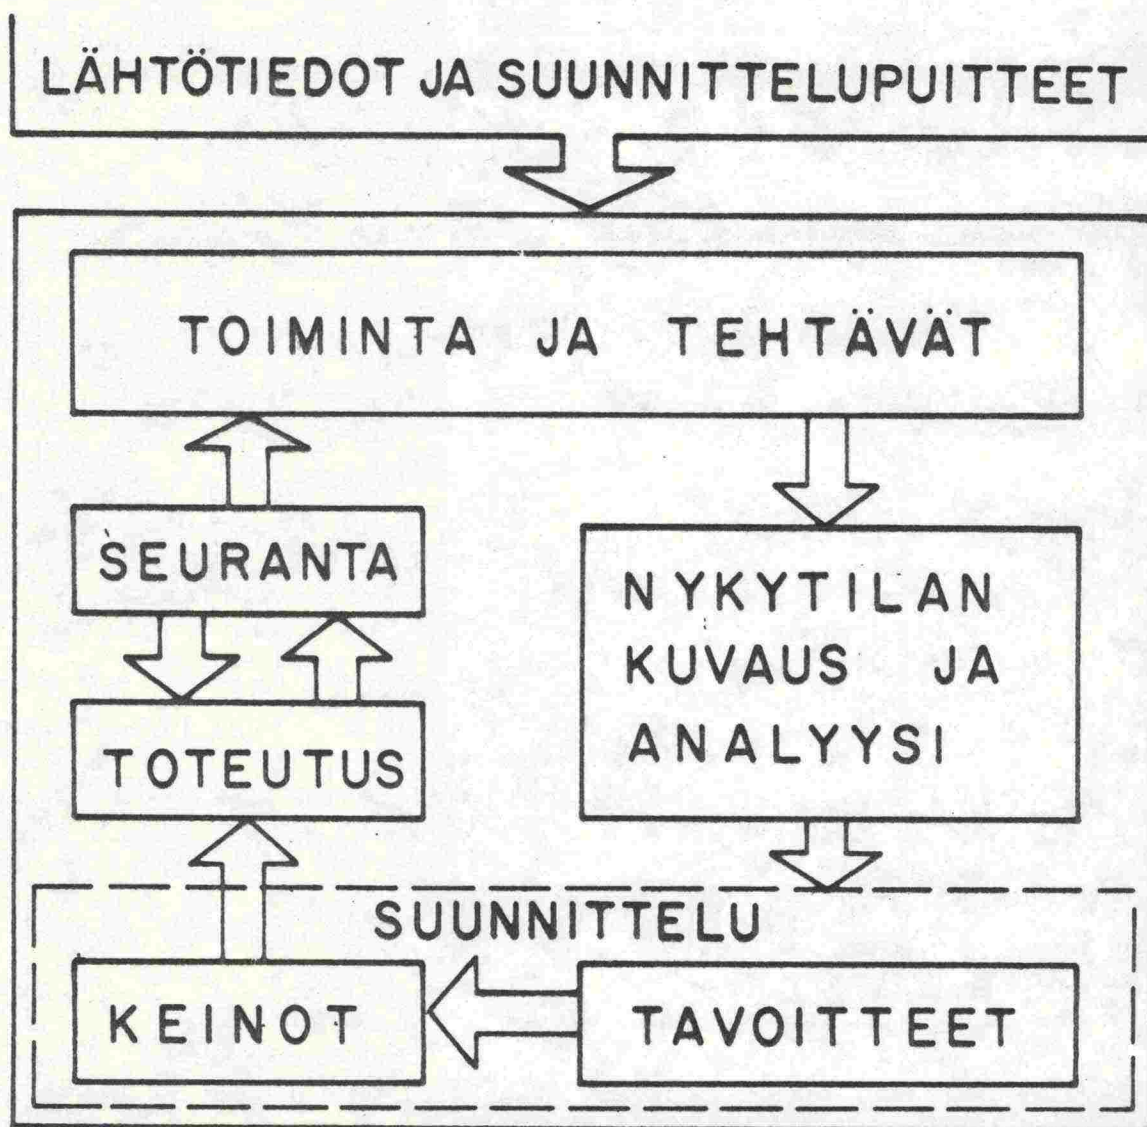 LÄHTÖTIEDOT JA SUUNNITTELUPUITTEET
TOIMINTA JA TEHTÄVÄT
SEURANTA
NYKYTILAN
KUVAUS JA
ANALYYSI
TOTEUTUS
SUUNNITTELU
KEINOT
TAVOITTEET